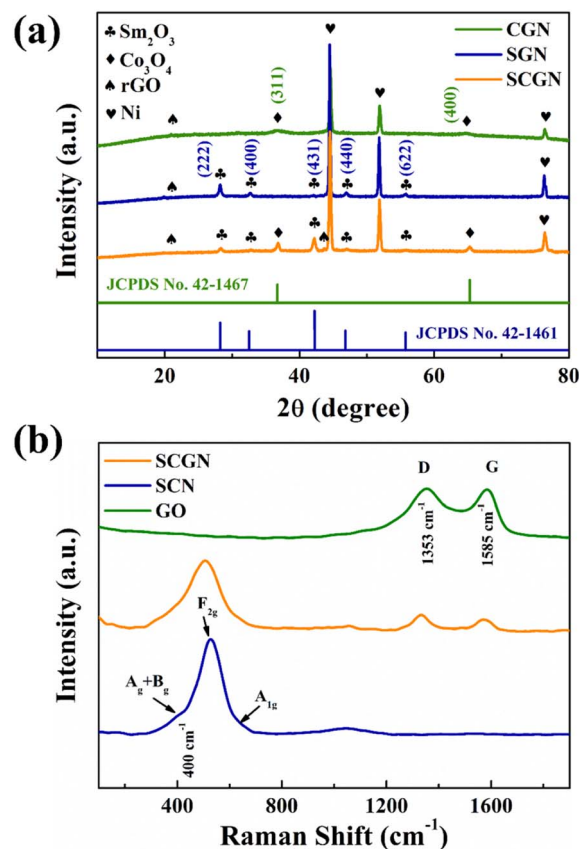 (a)
♣ Sm₂O₃
♦ Co₃O₄
♠ rGO
♥ Ni
CGN
SGN
SCGN
(311)
(400)
(222)
(400)
(431)
(440)
(622)
JCPDS No. 42-1467
JCPDS No. 42-1461
Intensity (a.u.)
20 40 60 80
2θ (degree)
(b)
SCGN
SCN
GO
D
G
1353 cm⁻¹
1585 cm⁻¹
F₂g
Ag+Bg
A₁g
400 cm⁻¹
Intensity (a.u.)
400 800 1200 1600
Raman Shift (cm⁻¹)